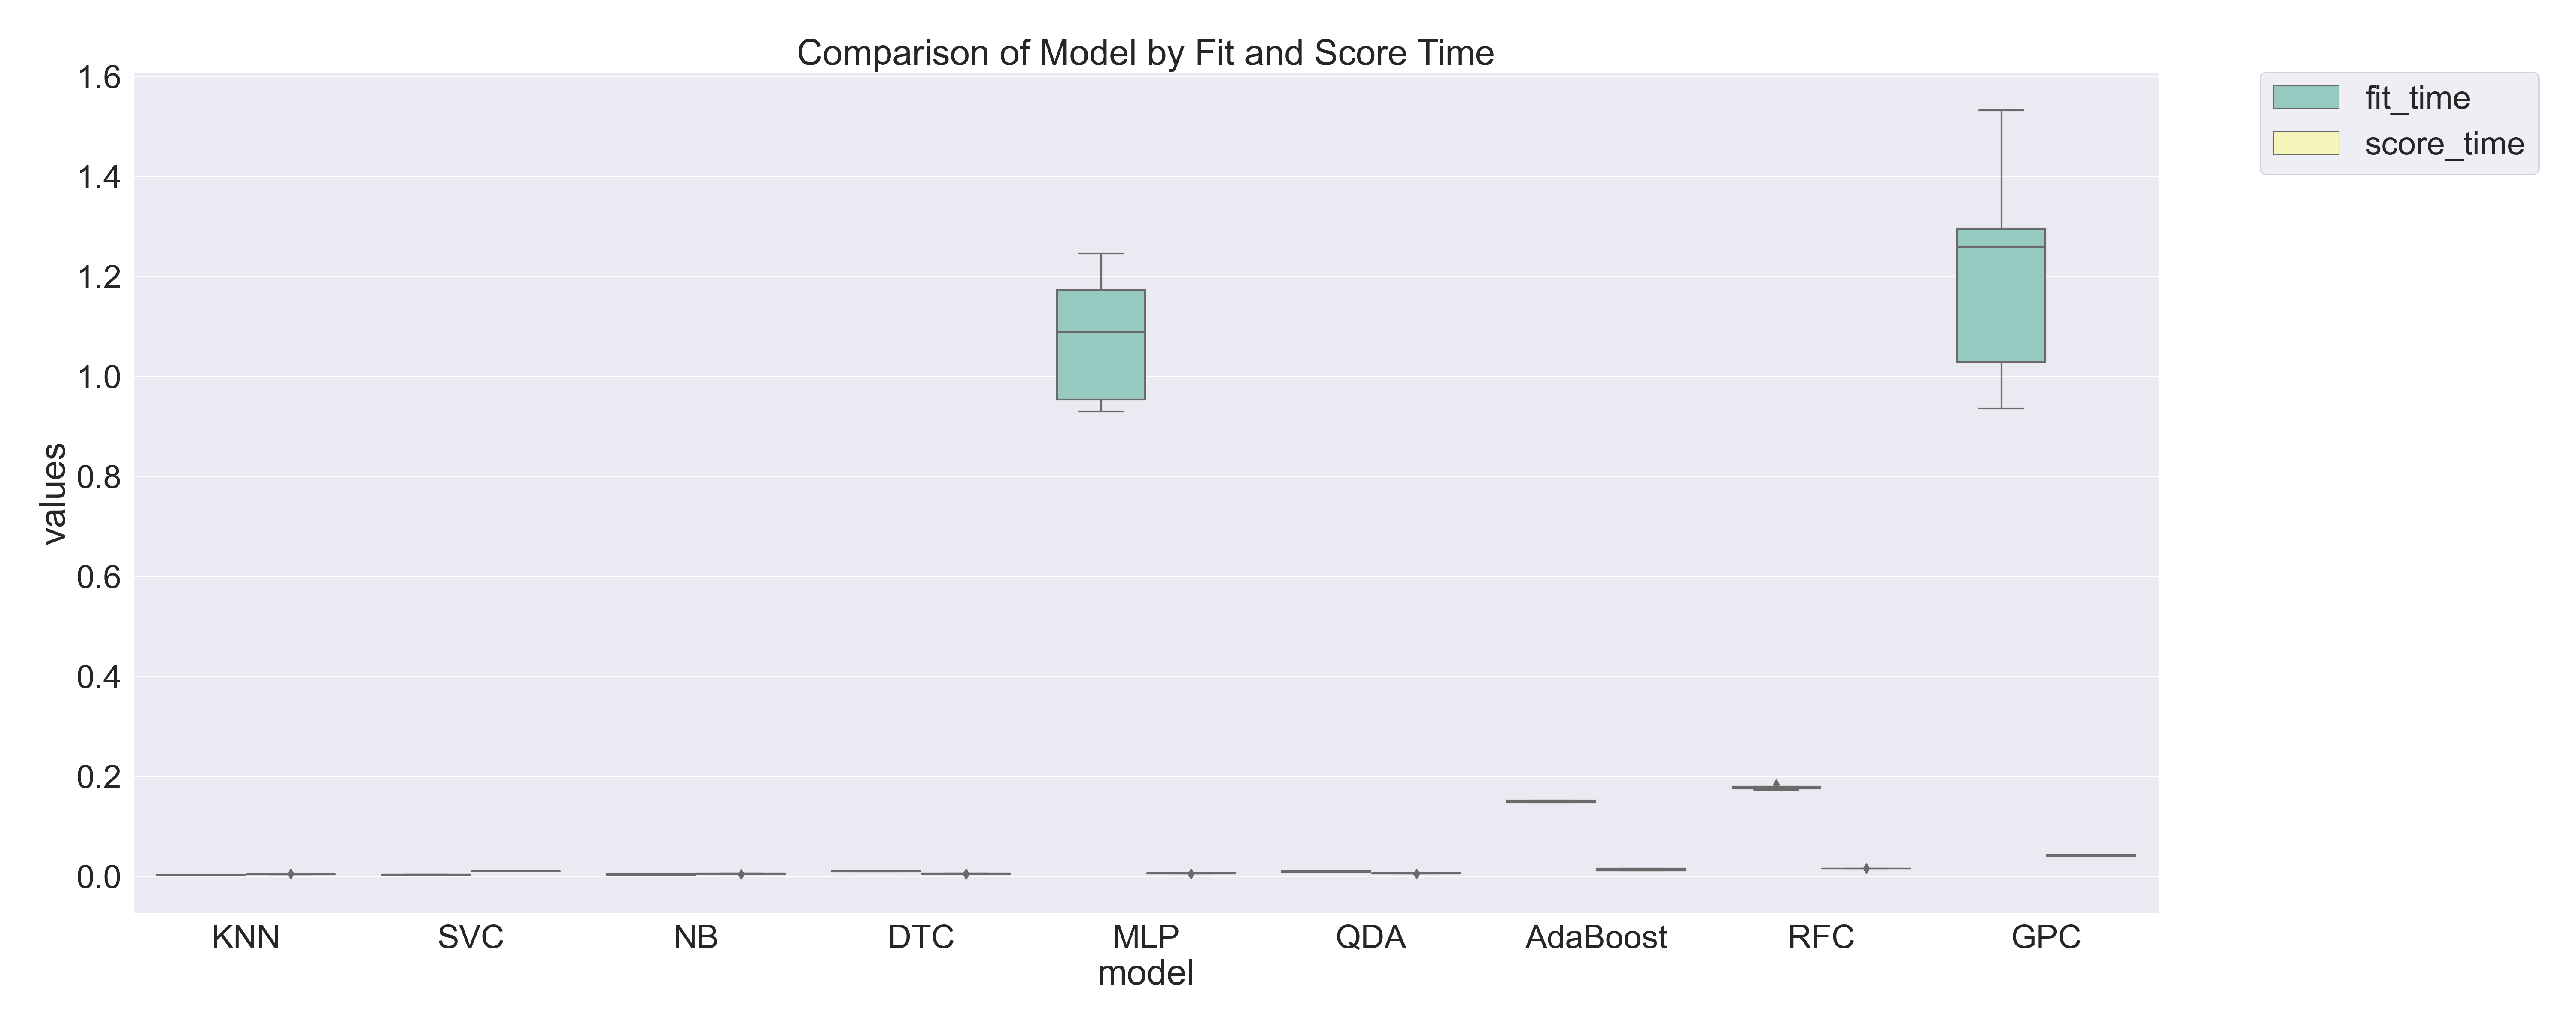 Comparison of Model by Fit and Score Time
fit_time
score_time
1.6
1.4
1.2
1.0
0.8
0.6
0.4
0.2
0.0
values
KNN SVC NB DTC MLP QDA AdaBoost RFC GPC
model